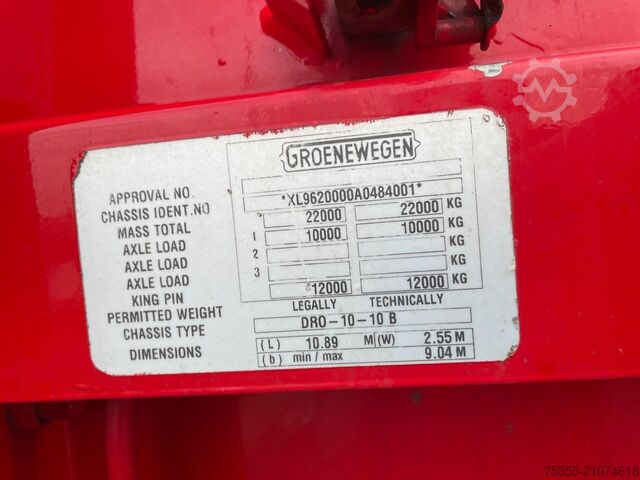 GROENEWEGEN
APPROVAL NO.
CHASSIS IDENT.NO *XL9620000A0484001*
MASS TOTAL 22000 22000 KG
AXLE LOAD 1 10000 10000 KG
AXLE LOAD 2 KG
AXLE LOAD 3 KG
KING PIN 12000 12000 KG
PERMITTED WEIGHT LEGALLY TECHNICALLY
CHASSIS TYPE DRO-10-10 B
DIMENSIONS (L) 10.89 M (W) 2.55 M
(b) min / max 9.04 M
75855-21674618